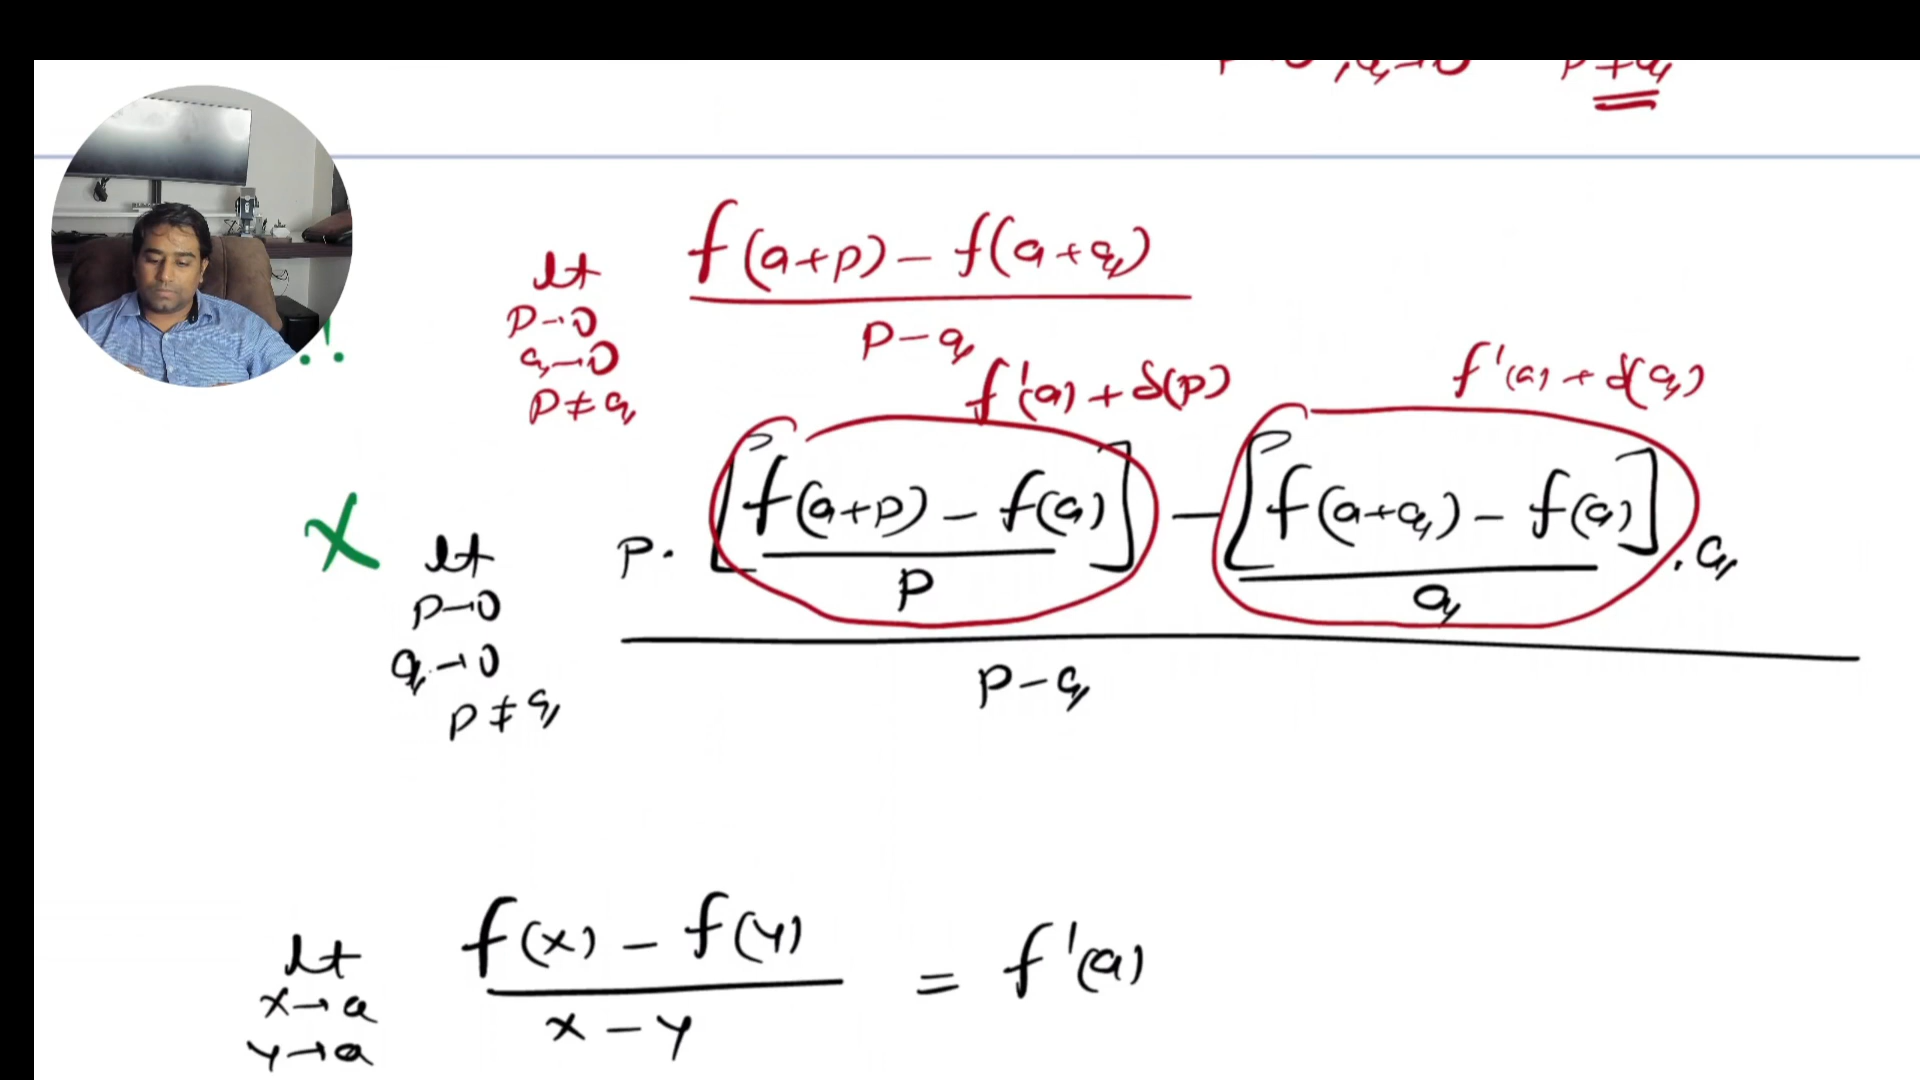 p ≠ q
lt f(a+p) − f(a+q)
p→0
q→0 p − q
p ≠ q f'(a) + δ(p) f'(a) + δ(q)
!.
X lt p. [f(a+p) − f(a)] − [f(a+q) − f(a)] . q
p→0 p q
q→0 p − q
p ≠ q
lt f(x) − f(y) = f'(a)
x→a x − y
y→a